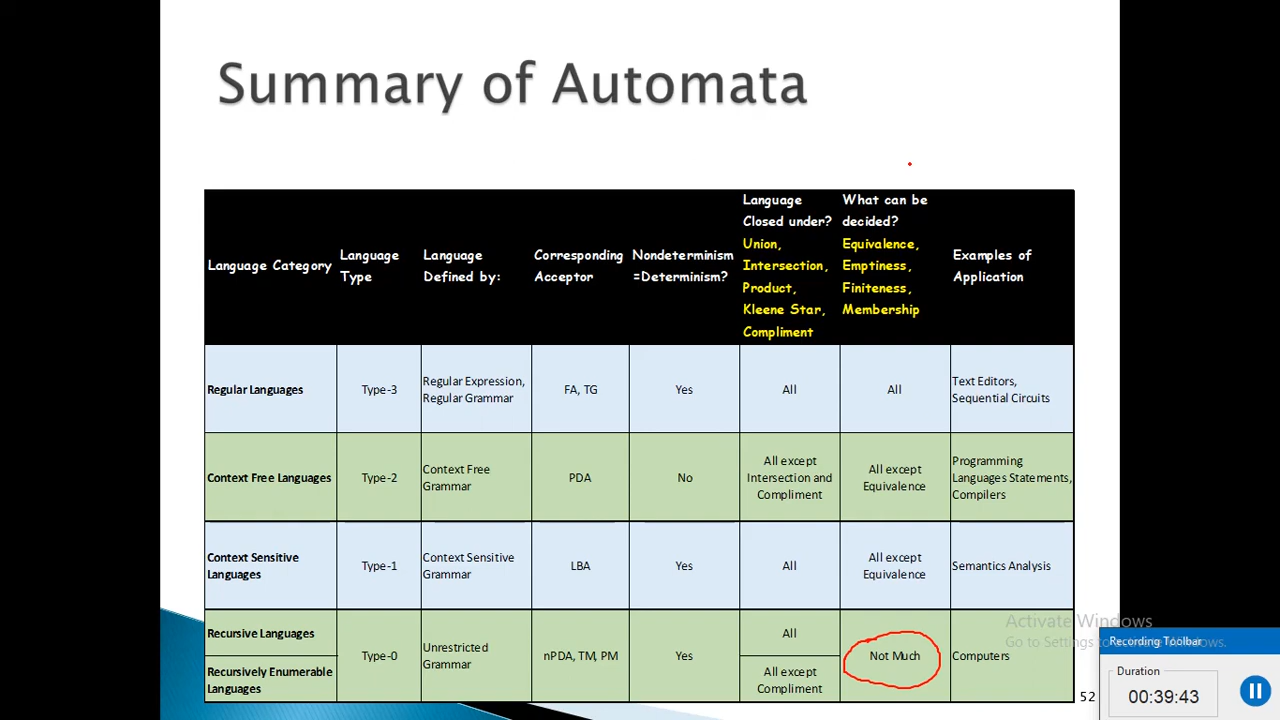 Summary of Automata
Language Category
Language
Type
Language
Defined by:
Corresponding
Acceptor
Nondeterminism
=Determinism?
Language
Closed under?
Union,
Intersection,
Product,
Kleene Star,
Compliment
What can be
decided?
Equivalence,
Emptiness,
Finiteness,
Membership
Examples of
Application
Regular Languages
Type-3
Regular Expression,
Regular Grammar
FA, TG
Yes
All
All
Text Editors,
Sequential Circuits
Context Free Languages
Type-2
Context Free
Grammar
PDA
No
All except
Intersection and
Compliment
All except
Equivalence
Programming
Languages Statements,
Compilers
Context Sensitive
Languages
Type-1
Context Sensitive
Grammar
LBA
Yes
All
All except
Equivalence
Semantics Analysis
Recursive Languages
Recursively Enumerable
Languages
Type-0
Unrestricted
Grammar
nPDA, TM, PM
Yes
All
All except
Compliment
Not Much
Computers
Activate Windows
Go to Settings to activate Windows.
52
Recording Toolbar
Duration
00:39:43